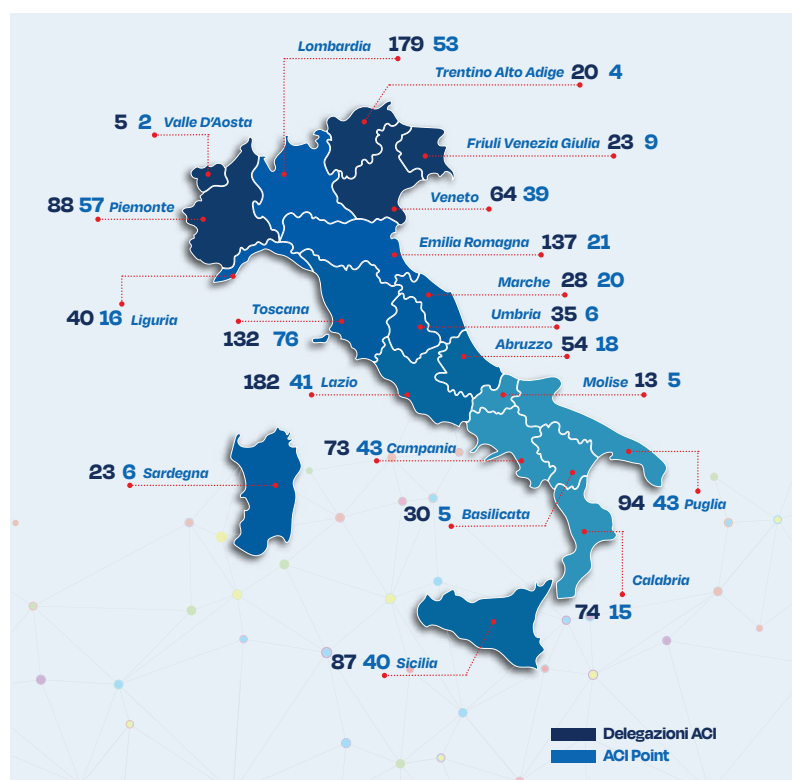 Lombardia 179 53
Trentino Alto Adige 20 4
5 2 Valle D'Aosta
Friuli Venezia Giulia 23 9
Veneto 64 39
88 57 Piemonte
Emilia Romagna 137 21
Marche 28 20
40 16 Liguria
Toscana
132 76
Umbria 35 6
Abruzzo 54 18
182 41 Lazio
Molise 13 5
73 43 Campania
23 6 Sardegna
94 43 Puglia
30 5 Basilicata
Calabria
74 15
87 40 Sicilia
Delegazioni ACI
ACI Point